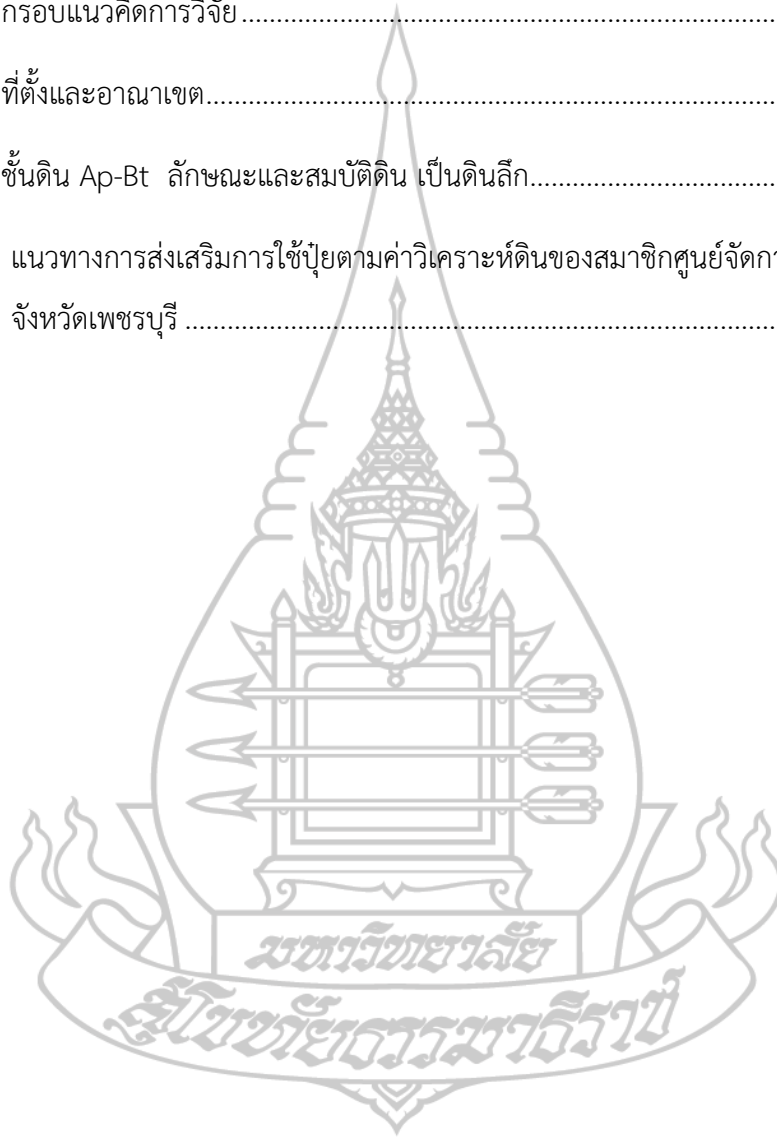 กรอบแนวคิดการวิจัย................................................................................
ที่ตั้งและอาณาเขต................................................................................
ชั้นดิน Ap-Bt ลักษณะและสมบัติดิน เป็นดินลึก...................................
แนวทางการส่งเสริมการใช้ปุ๋ยตามค่าวิเคราะห์ดินของสมาชิกศูนย์จัดกา
จังหวัดเพชรบุรี ................................................................................
มหาวิทยาลัย
สุโขทัยธรรมาธิราช